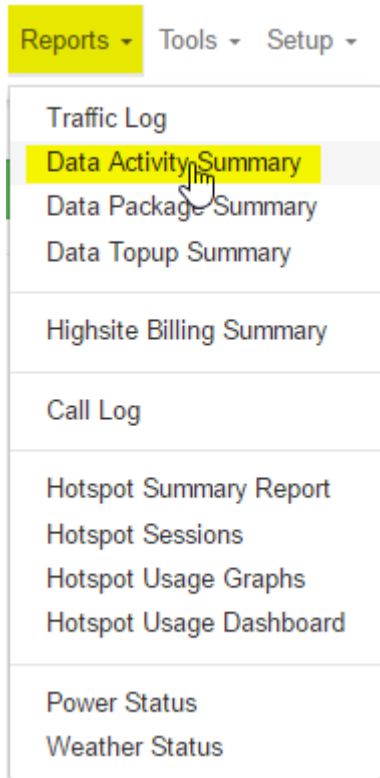 Reports Tools Setup
Traffic Log
Data Activity Summary
Data Package Summary
Data Topup Summary
Highsite Billing Summary
Call Log
Hotspot Summary Report
Hotspot Sessions
Hotspot Usage Graphs
Hotspot Usage Dashboard
Power Status
Weather Status